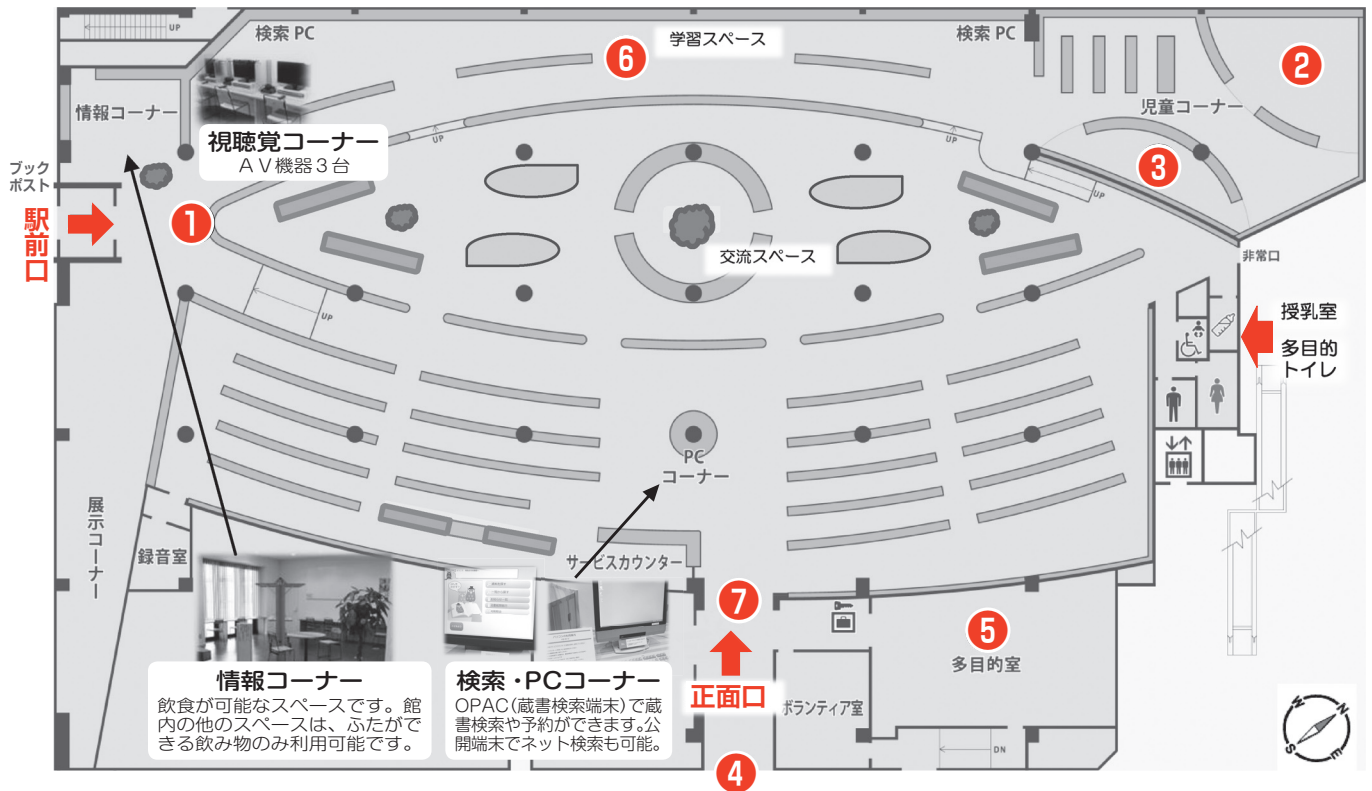 UP
検索 PC
学習スペース
検索 PC
6
2
情報コーナー
児童コーナー
視聴覚コーナー
AV機器3台
UP
UP
3
ブック
ポスト
駅前口
1
UP
交流スペース
非常口
UP
授乳室
多目的
トイレ
PC
コーナー
展示コーナー
録音室
サービスカウンター
7
5
多目的室
情報コーナー
飲食が可能なスペースです。館
内の他のスペースは、ふたがで
きる飲み物のみ利用可能です。
検索・PCコーナー
OPAC(蔵書検索端末)で蔵
書検索や予約ができます。公
開端末でネット検索も可能。
正面口
ボランティア室
DN
4
N
W
S
E